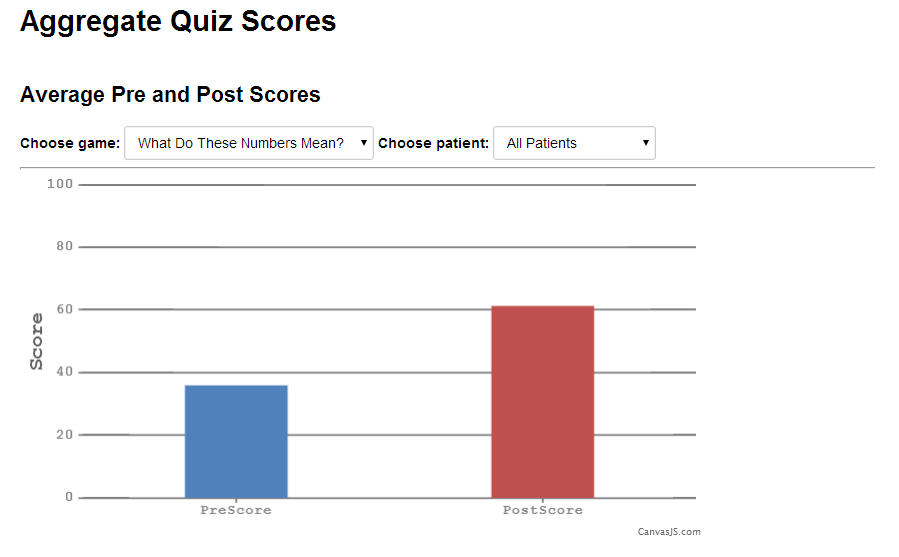 Aggregate Quiz Scores
Average Pre and Post Scores
Choose game: What Do These Numbers Mean? Choose patient: All Patients
100
80
60
40
20
0
Score
PreScore PostScore
CanvasJS.com